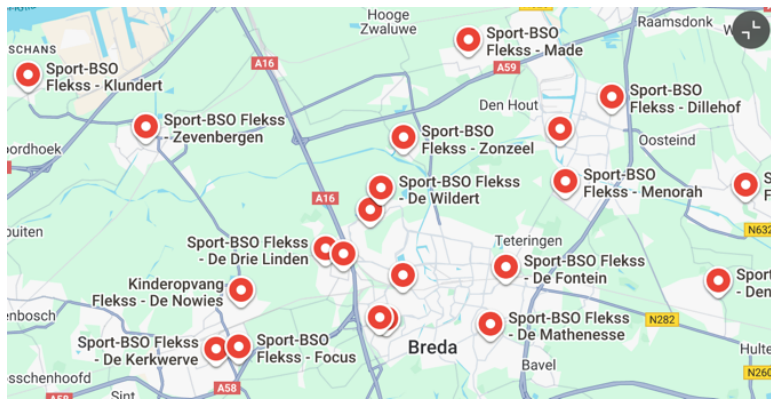 Hooge
Zwaluwe
Raamsdonk
SCHANS
Sport-BSO
Flekss - Made
A16
A59
Sport-BSO
Flekss - Klundert
Den Hout
Sport-BSO
Flekss - Dillehof
Sport-BSO Flekss
- Zevenbergen
Sport-BSO
Flekss - Zonzeel
Oosteind
oordhoek
Sport-BSO
Flekss - Menorah
Sport-BSO Flekss
- De Wildert
A16
S
F
uiten
N632
Sport-BSO Flekss
- De Drie Linden
Teteringen
Sport-BSO Flekss
- De Fontein
Sport
- Den
Kinderopvang
Flekss - De Nowies
enbosch
Sport-BSO Flekss
- De Mathenesse
N282
Sport-BSO Flekss
- De Kerkwerve
Sport-BSO
Flekss - Focus
Breda
Hulte
Bavel
N260
osschenhoofd
A58
A58
Sint